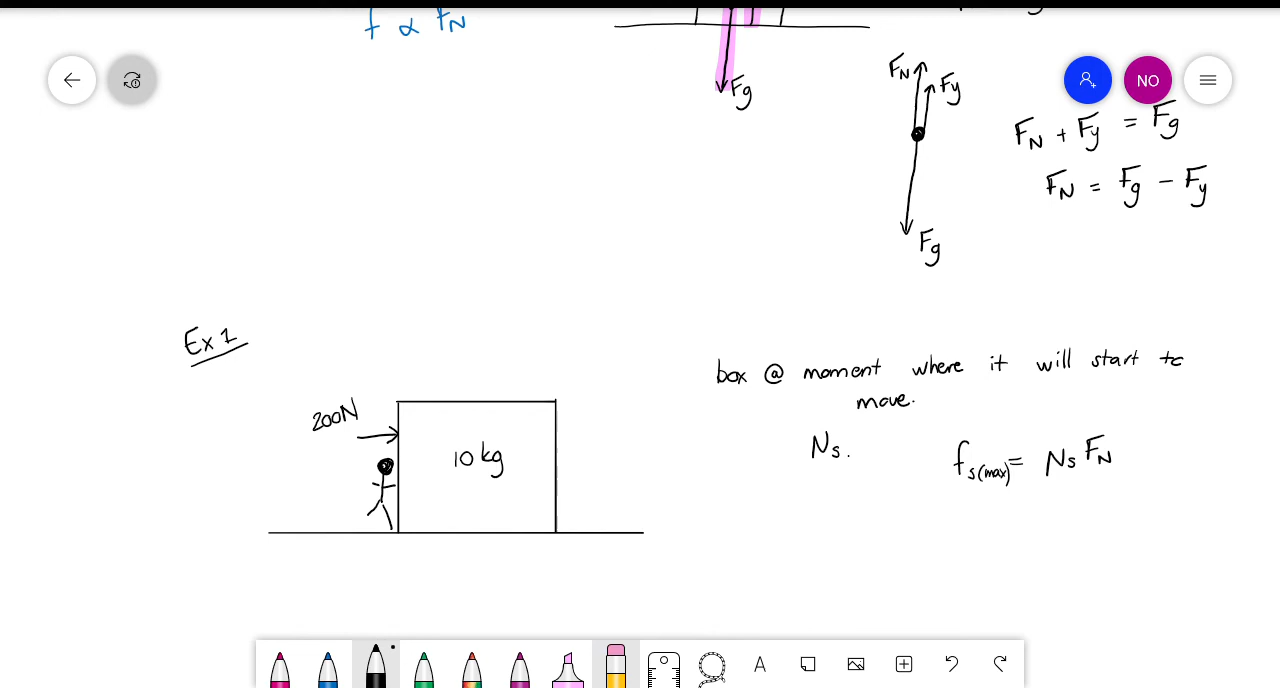 f ∝ FN
Fg
FN
Fy
NO
FN + Fy = Fg
FN = Fg - Fy
Fg
Ex 1
box @ moment where it will start to
move.
200N
10 kg
Ns.
fs(max) = Ns FN
A